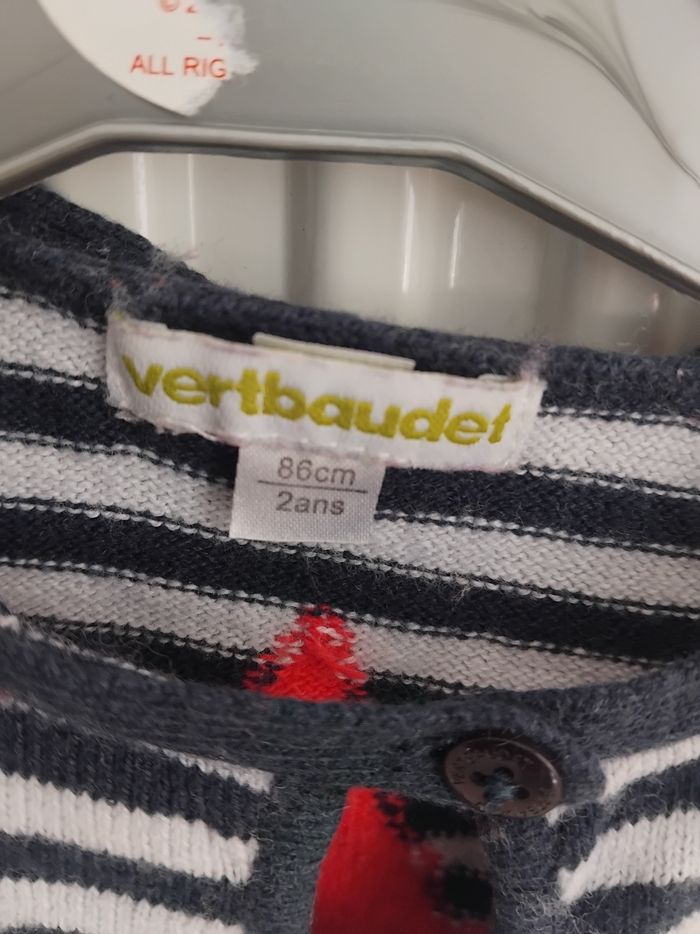 ALL RIG
vertbaudet
86cm
2ans